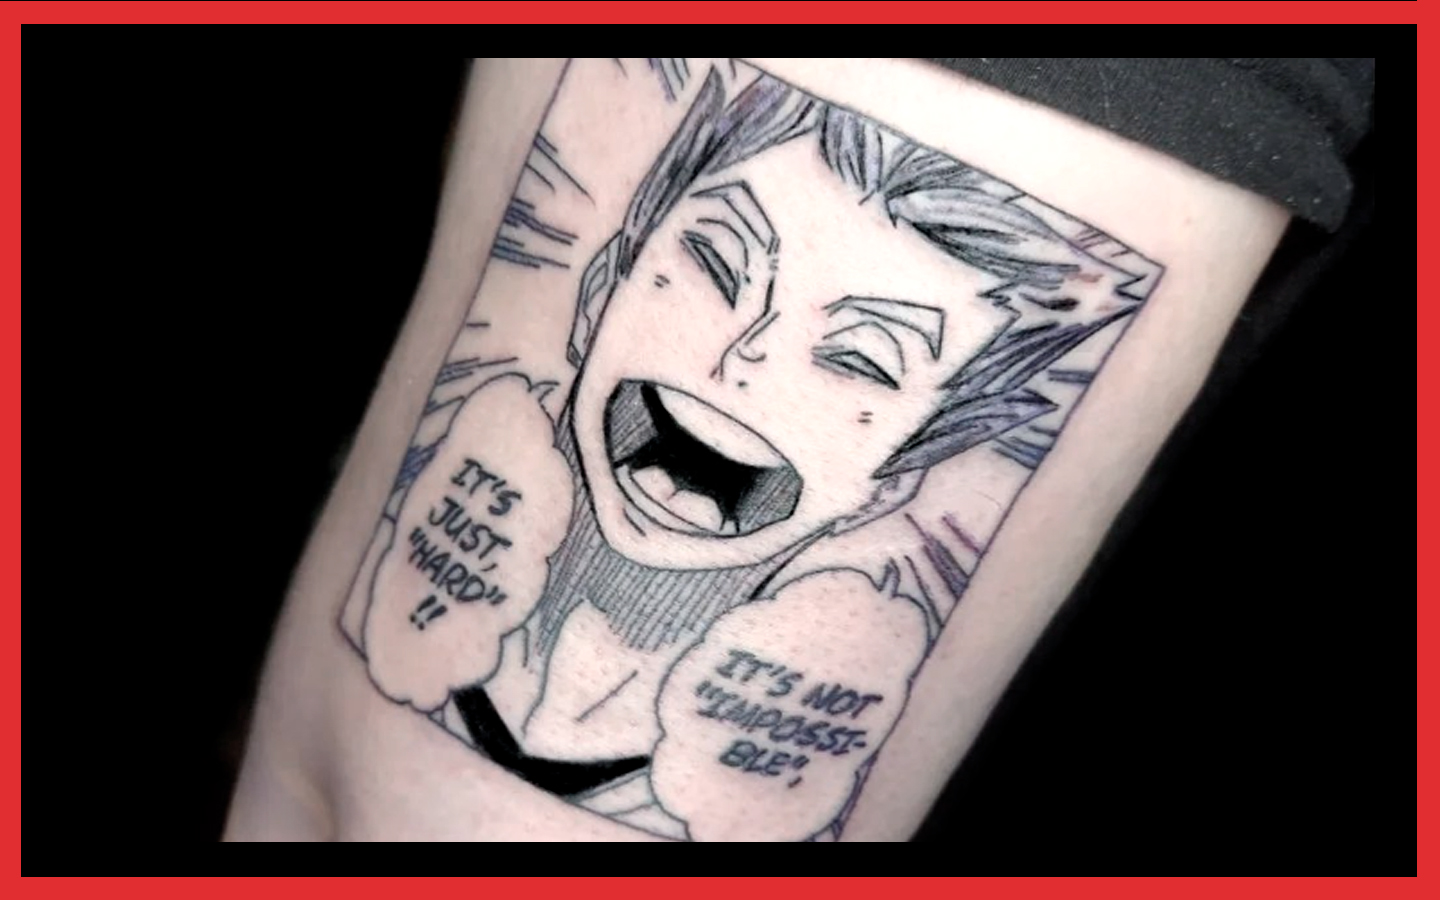 IT'S
JUST,
"HARD"
!!
IT'S NOT
"IMPOSSI-
BLE",